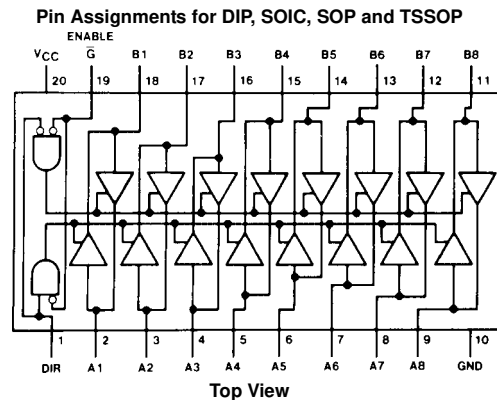 Pin Assignments for DIP, SOIC, SOP and TSSOP
ENABLE
VCC G B1 B2 B3 B4 B5 B6 B7 B8
20 19 18 17 16 15 14 13 12 11
1 2 3 4 5 6 7 8 9 10
DIR A1 A2 A3 A4 A5 A6 A7 A8 GND
Top View